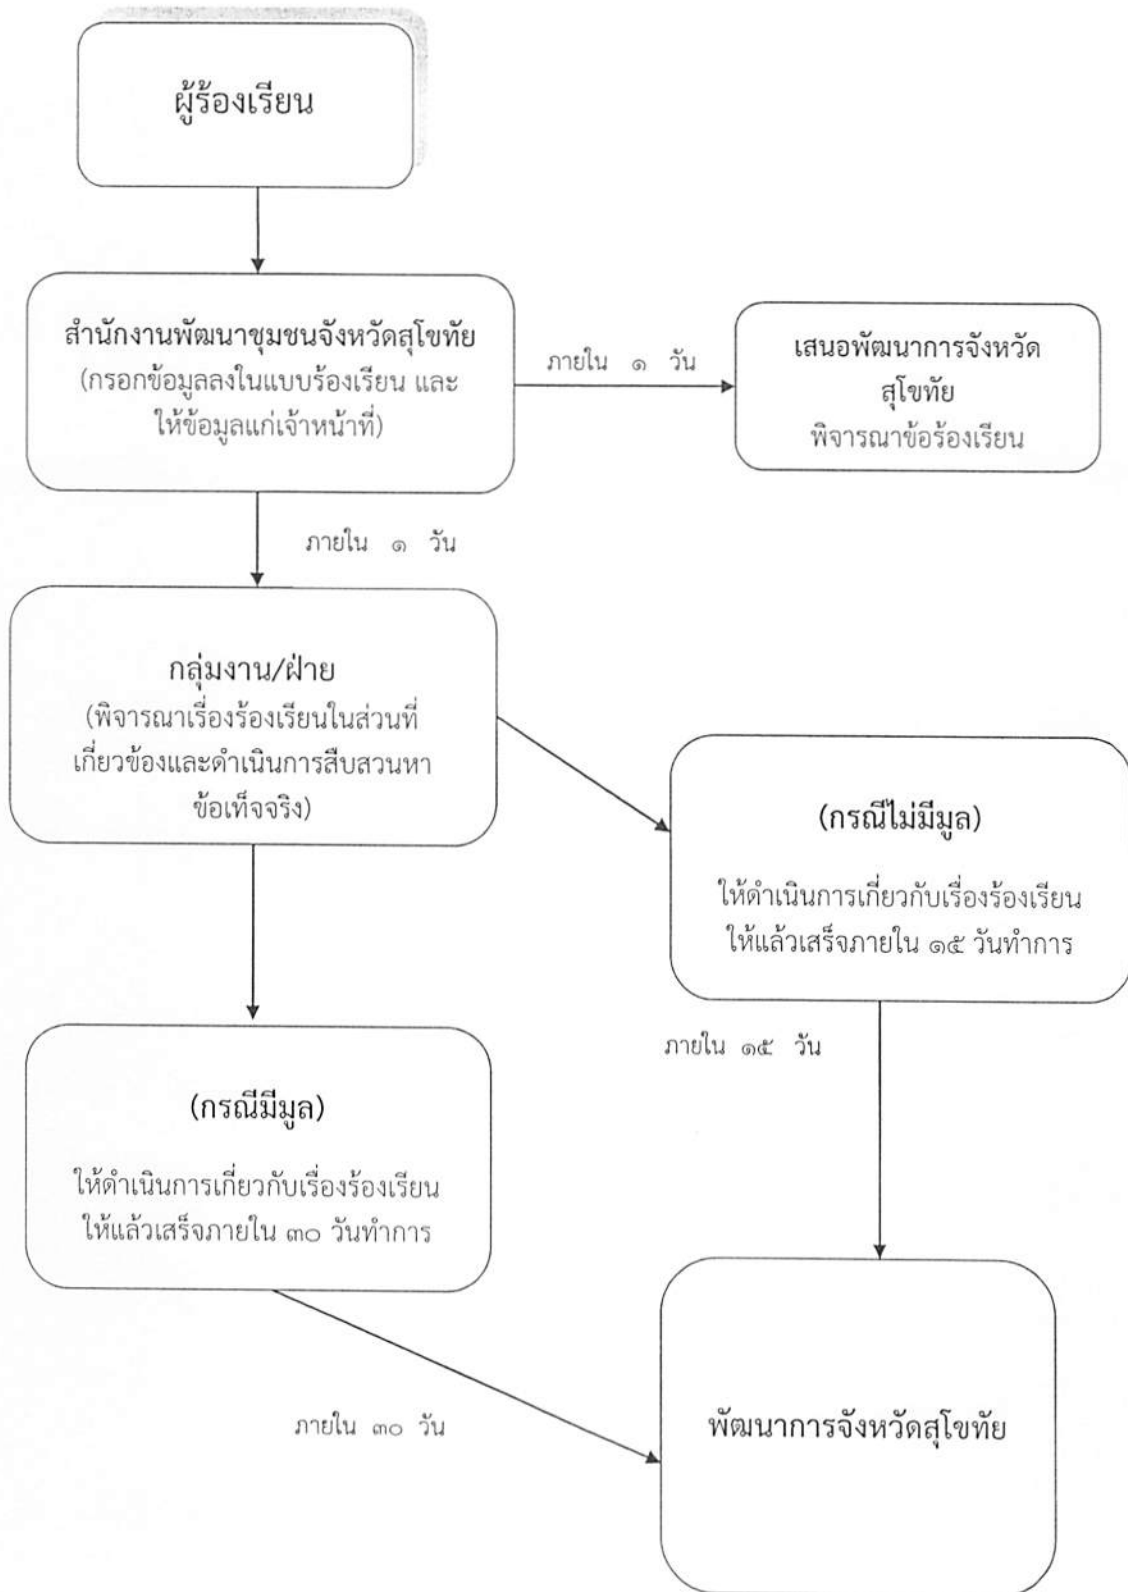 ผู้ร้องเรียน
สำนักงานพัฒนาชุมชนจังหวัดสุโขทัย
(กรอกข้อมูลลงในแบบร้องเรียน และ
ให้ข้อมูลแก่เจ้าหน้าที่)
ภายใน ๑ วัน
เสนอพัฒนาการจังหวัด
สุโขทัย
พิจารณาข้อร้องเรียน
ภายใน ๑ วัน
กลุ่มงาน/ฝ่าย
(พิจารณาเรื่องร้องเรียนในส่วนที่
เกี่ยวข้องและดำเนินการสืบสวนหา
ข้อเท็จจริง)
(กรณีไม่มีมูล)
ให้ดำเนินการเกี่ยวกับเรื่องร้องเรียน
ให้แล้วเสร็จภายใน ๑๕ วันทำการ
ภายใน ๑๕ วัน
(กรณีมีมูล)
ให้ดำเนินการเกี่ยวกับเรื่องร้องเรียน
ให้แล้วเสร็จภายใน ๓๐ วันทำการ
ภายใน ๓๐ วัน
พัฒนาการจังหวัดสุโขทัย